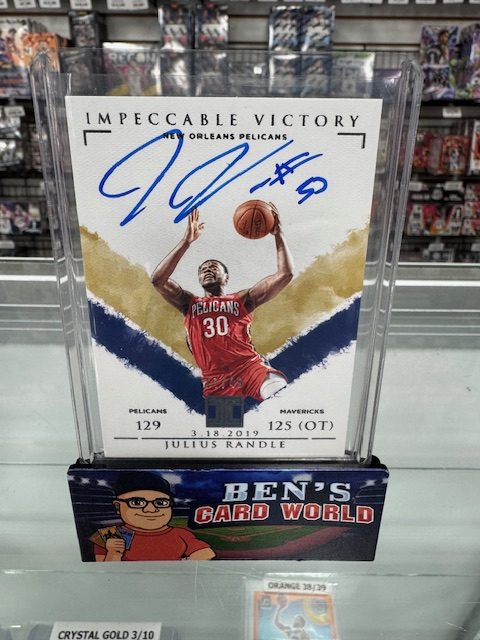 IMPECCABLE VICTORY
NEW ORLEANS PELICANS
PELICANS
30
PELICANS
129
MAVERICKS
125 (OT)
3.18.2019
JULIUS RANDLE
BEN'S
CARD WORLD
ORANGE 38/39
CRYSTAL GOLD 3/10